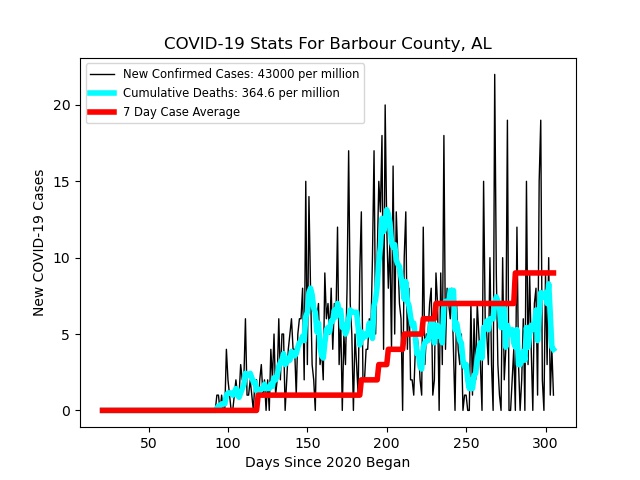 COVID-19 Stats For Barbour County, AL
New Confirmed Cases: 43000 per million
Cumulative Deaths: 364.6 per million
7 Day Case Average
New COVID-19 Cases
20
15
10
5
0
50 100 150 200 250 300
Days Since 2020 Began